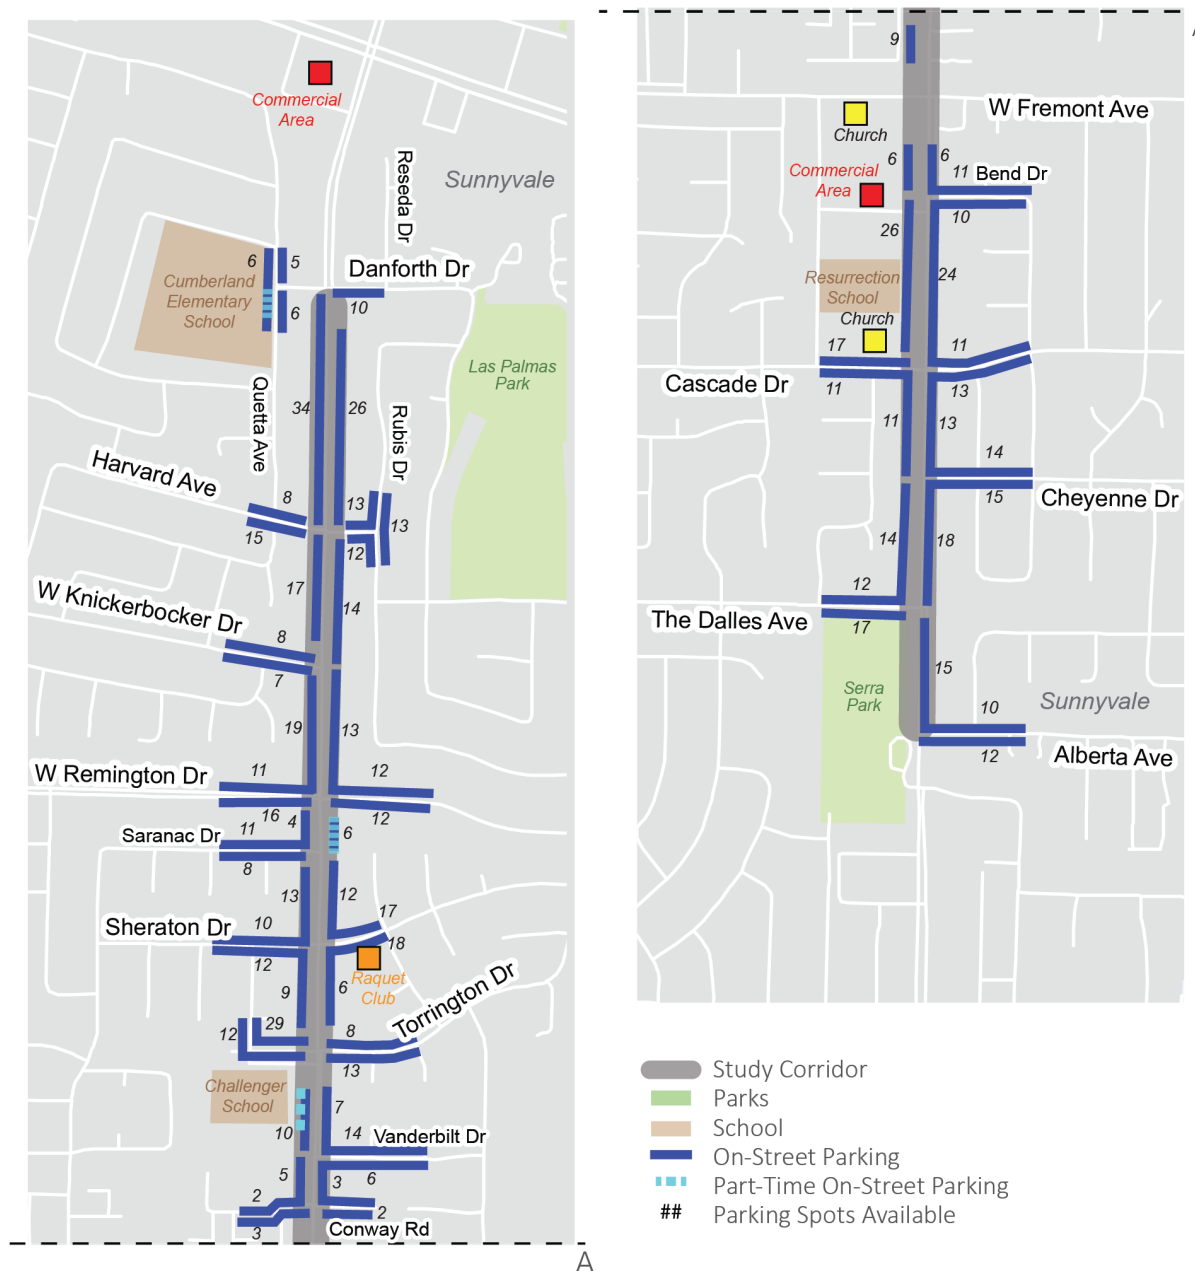 Commercial
Area
Reseda Dr
Sunnyvale
6
5
Danforth Dr
Cumberland
Elementary
School
6
10
Las Palmas
Park
Quetta Ave
34
26
Rubis Dr
Harvard Ave
8
13
15
13
12
17
14
W Knickerbocker Dr
8
7
19
13
W Remington Dr
11
12
16
4
12
Saranac Dr
11
6
8
13
12
Sheraton Dr
10
17
12
18
9
6
Raquet
Club
Torrington Dr
12
29
8
13
Challenger
School
7
10
14
Vanderbilt Dr
5
3
6
2
2
3
Conway Rd
A
9
W Fremont Ave
Church
6
6
Commercial
Area
11
Bend Dr
10
26
24
Resurrection
School
Church
17
11
Cascade Dr
11
13
11
13
14
15
Cheyenne Dr
14
18
12
The Dalles Ave
17
15
Serra
Park
Sunnyvale
10
12
Alberta Ave
Study Corridor
Parks
School
On-Street Parking
Part-Time On-Street Parking
## Parking Spots Available